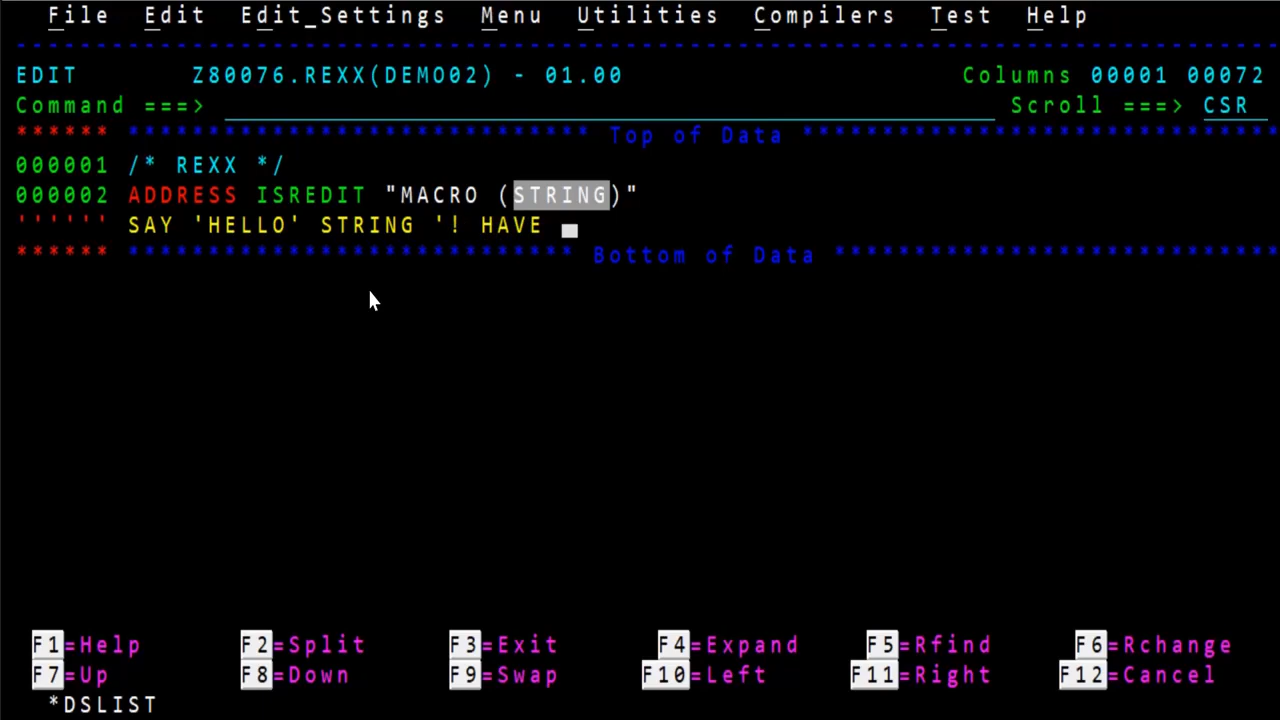 File Edit Edit_Settings Menu Utilities Compilers Test Help
EDIT Z80076.REXX(DEMO02) - 01.00 Columns 00001 00072
Command ===> Scroll ===> CSR
****** ***************************** Top of Data ******************************
000001 /* REXX */
000002 ADDRESS ISREDIT "MACRO (STRING)"
'''''' SAY 'HELLO' STRING '! HAVE
****** **************************** Bottom of Data ****************************
F1=Help F2=Split F3=Exit F4=Expand F5=Rfind F6=Rchange
F7=Up F8=Down F9=Swap F10=Left F11=Right F12=Cancel
*DSLIST